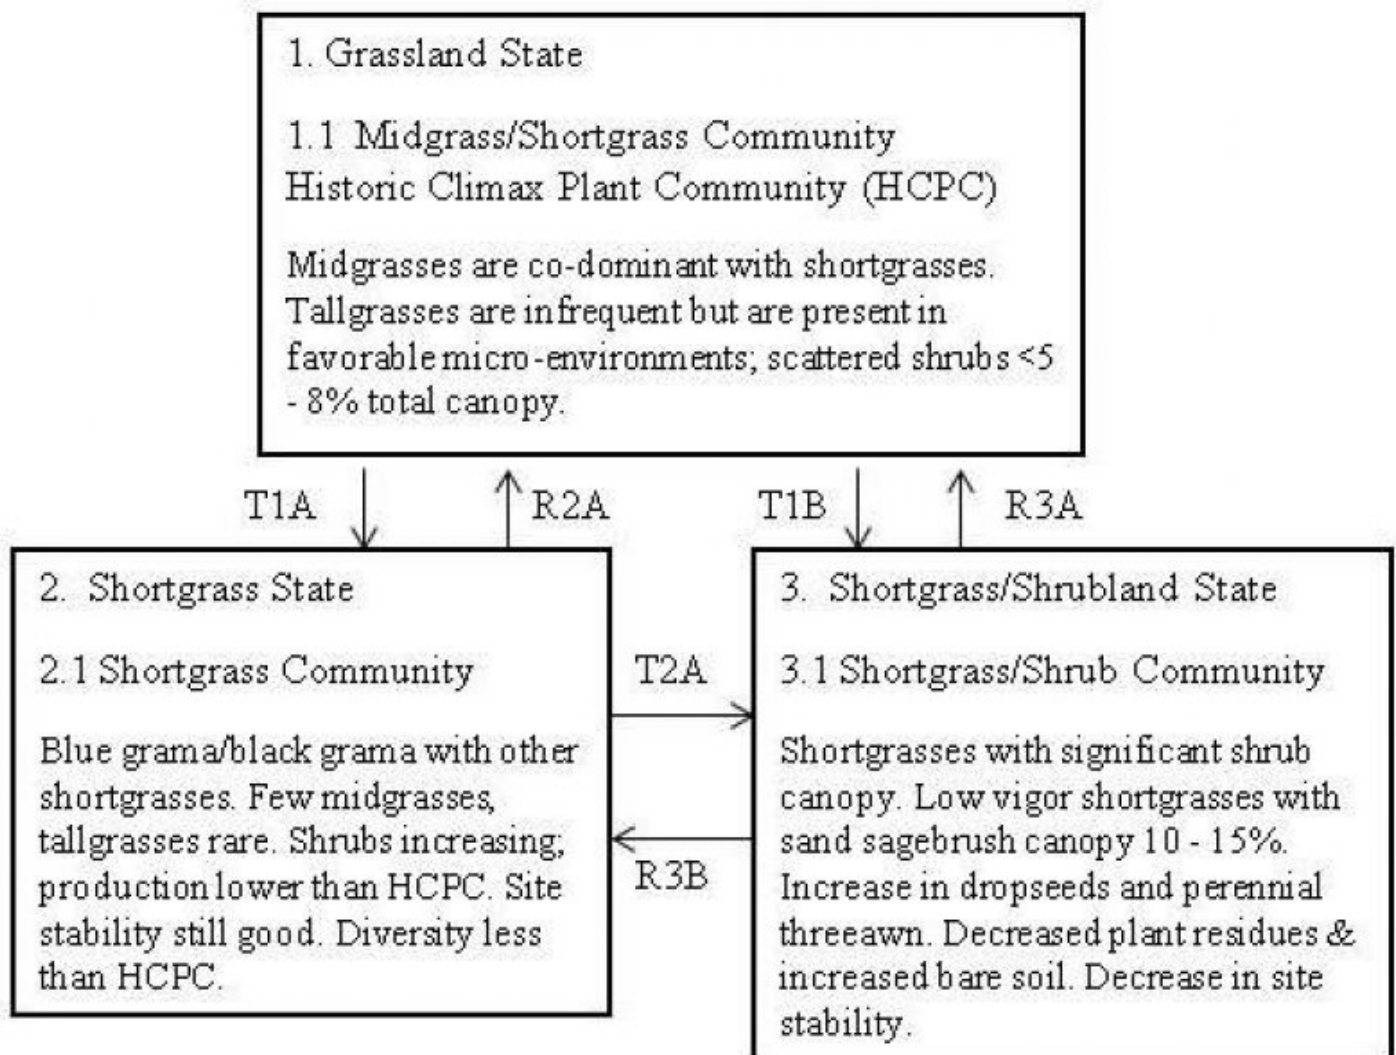 1. Grassland State
1.1 Midgrass/Shortgrass Community
Historic Climax Plant Community (HCPC)
Midgrasses are co-dominant with shortgrasses.
Tallgrasses are infrequent but are present in
favorable micro-environments; scattered shrubs <5
- 8% total canopy.
T1A
R2A
T1B
R3A
2. Shortgrass State
2.1 Shortgrass Community
Blue grama/black grama with other
shortgrasses. Few midgrasses,
tallgrasses rare. Shrubs increasing;
production lower than HCPC. Site
stability still good. Diversity less
than HCPC.
T2A
R3B
3. Shortgrass/Shrubland State
3.1 Shortgrass/Shrub Community
Shortgrasses with significant shrub
canopy. Low vigor shortgrasses with
sand sagebrush canopy 10 - 15%.
Increase in dropseeds and perennial
threeawn. Decreased plant residues &
increased bare soil. Decrease in site
stability.